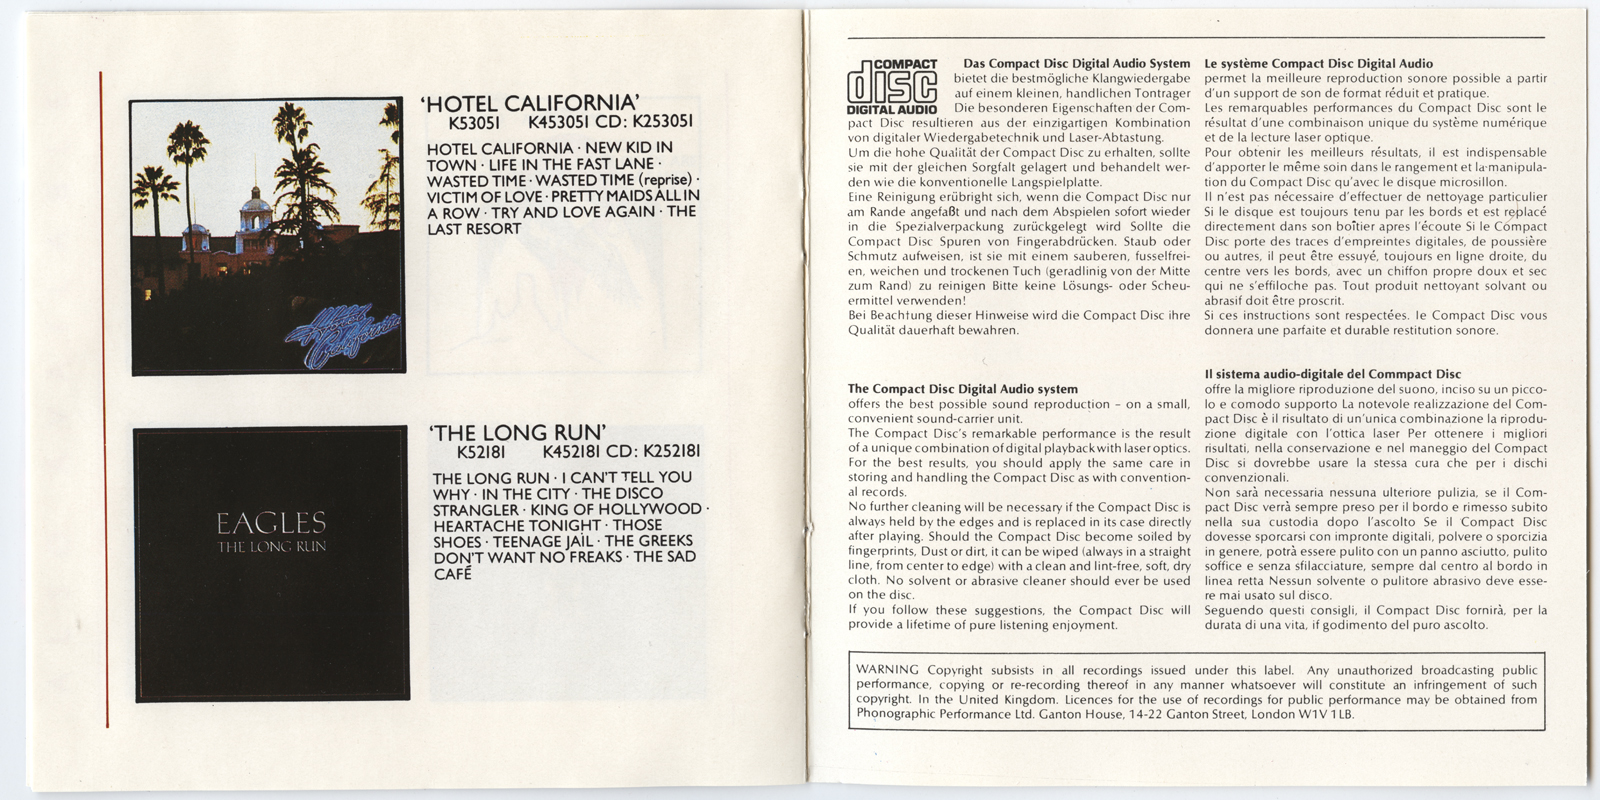 Hotel California
'HOTEL CALIFORNIA'
K53051 K453051 CD: K253051
HOTEL CALIFORNIA · NEW KID IN
TOWN · LIFE IN THE FAST LANE ·
WASTED TIME · WASTED TIME (reprise) ·
VICTIM OF LOVE · PRETTY MAIDS ALL IN
A ROW · TRY AND LOVE AGAIN · THE
LAST RESORT
EAGLES
THE LONG RUN
'THE LONG RUN'
K52181 K452181 CD: K252181
THE LONG RUN · I CAN'T TELL YOU
WHY · IN THE CITY · THE DISCO
STRANGLER · KING OF HOLLYWOOD ·
HEARTACHE TONIGHT · THOSE
SHOES · TEENAGE JAIL · THE GREEKS
DON'T WANT NO FREAKS · THE SAD
CAFÉ
COMPACT
disc
DIGITAL AUDIO
Das Compact Disc Digital Audio System
bietet die bestmögliche Klangwiedergabe
auf einem kleinen, handlichen Tontrager
Die besonderen Eigenschaften der Com-
pact Disc resultieren aus der einzigartigen Kombination
von digitaler Wiedergabetechnik und Laser-Abtastung.
Um die hohe Qualität der Compact Disc zu erhalten, sollte
sie mit der gleichen Sorgfalt gelagert und behandelt wer-
den wie die konventionelle Langspielplatte.
Eine Reinigung erübrigt sich, wenn die Compact Disc nur
am Rande angefaßt und nach dem Abspielen sofort wieder
in die Spezialverpackung zurückgelegt wird Sollte die
Compact Disc Spuren von Fingerabdrücken. Staub oder
Schmutz aufweisen, ist sie mit einem sauberen, fusselfrei-
en, weichen und trockenen Tuch (geradlinig von der Mitte
zum Rand) zu reinigen Bitte keine Lösungs- oder Scheu-
ermittel verwenden!
Bei Beachtung dieser Hinweise wird die Compact Disc ihre
Qualität dauerhaft bewahren.
The Compact Disc Digital Audio system
offers the best possible sound reproduction – on a small,
convenient sound-carrier unit.
The Compact Disc's remarkable performance is the result
of a unique combination of digital playback with laser optics.
For the best results, you should apply the same care in
storing and handling the Compact Disc as with convention-
al records.
No further cleaning will be necessary if the Compact Disc is
always held by the edges and is replaced in its case directly
after playing. Should the Compact Disc become soiled by
fingerprints, Dust or dirt, it can be wiped (always in a straight
line, from center to edge) with a clean and lint-free, soft, dry
cloth. No solvent or abrasive cleaner should ever be used
on the disc.
If you follow these suggestions, the Compact Disc will
provide a lifetime of pure listening enjoyment.
Le système Compact Disc Digital Audio
permet la meilleure reproduction sonore possible a partir
d'un support de son de format réduit et pratique.
Les remarquables performances du Compact Disc sont le
résultat d'une combinaison unique du système numérique
et de la lecture laser optique.
Pour obtenir les meilleurs résultats, il est indispensable
d'apporter le même soin dans le rangement et la·manipula-
tion du Compact Disc qu'avec le disque microsillon.
Il n'est pas nécessaire d'effectuer de nettoyage particulier
Si le disque est toujours tenu par les bords et est replacé
directement dans son boîtier apres l'écoute Si le Compact
Disc porte des traces d'empreintes digitales, de poussière
ou autres, il peut être essuyé, toujours en ligne droite, du
centre vers les bords, avec un chiffon propre doux et sec
qui ne s'effiloche pas. Tout produit nettoyant solvant ou
abrasif doit être proscrit.
Si ces instructions sont respectées. le Compact Disc vous
donnera une parfaite et durable restitution sonore.
Il sistema audio-digitale del Commpact Disc
offre la migliore riproduzione del suono, inciso su un picco-
lo e comodo supporto La notevole realizzazione del Com-
pact Disc è il risultato di un'unica combinazione la riprodu-
zione digitale con l'ottica laser Per ottenere i migliori
risultati, nella conservazione e nel maneggio del Compact
Disc si dovrebbe usare la stessa cura che per i dischi
convenzionali.
Non sarà necessaria nessuna ulteriore pulizia, se il Com-
pact Disc verrà sempre preso per il bordo e rimesso subito
nella sua custodia dopo l'ascolto Se il Compact Disc
dovesse sporcarsi con impronte digitali, polvere o sporcizia
in genere, potrà essere pulito con un panno asciutto, pulito
soffice e senza sfilacciature, sempre dal centro al bordo in
linea retta Nessun solvente o pulitore abrasivo deve esse-
re mai usato sul disco.
Seguendo questi consigli, il Compact Disc fornirà, per la
durata di una vita, if godimento del puro ascolto.
WARNING Copyright subsists in all recordings issued under this label. Any unauthorized broadcasting public
performance, copying or re-recording thereof in any manner whatsoever will constitute an infringement of such
copyright. In the United Kingdom. Licences for the use of recordings for public performance may be obtained from
Phonographic Performance Ltd. Ganton House, 14-22 Ganton Street, London W1V 1LB.